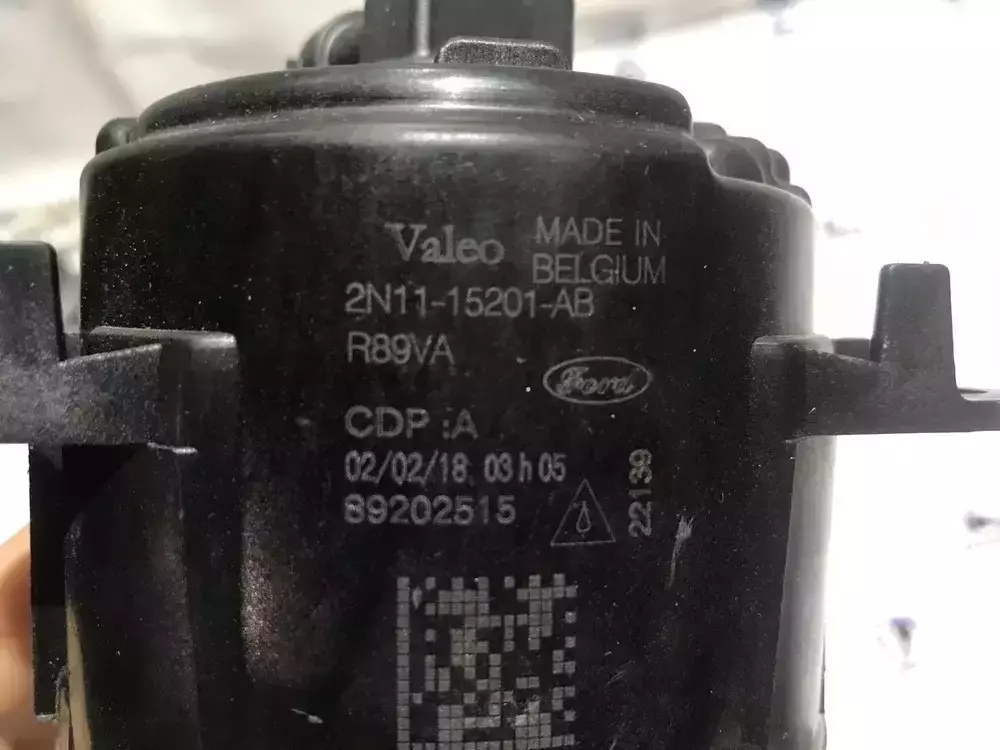 Valeo MADE IN
BELGIUM
2N11-15201-AB
R89VA
Ford
CDP :A
02/02/18 03 h 05
89202515
22139